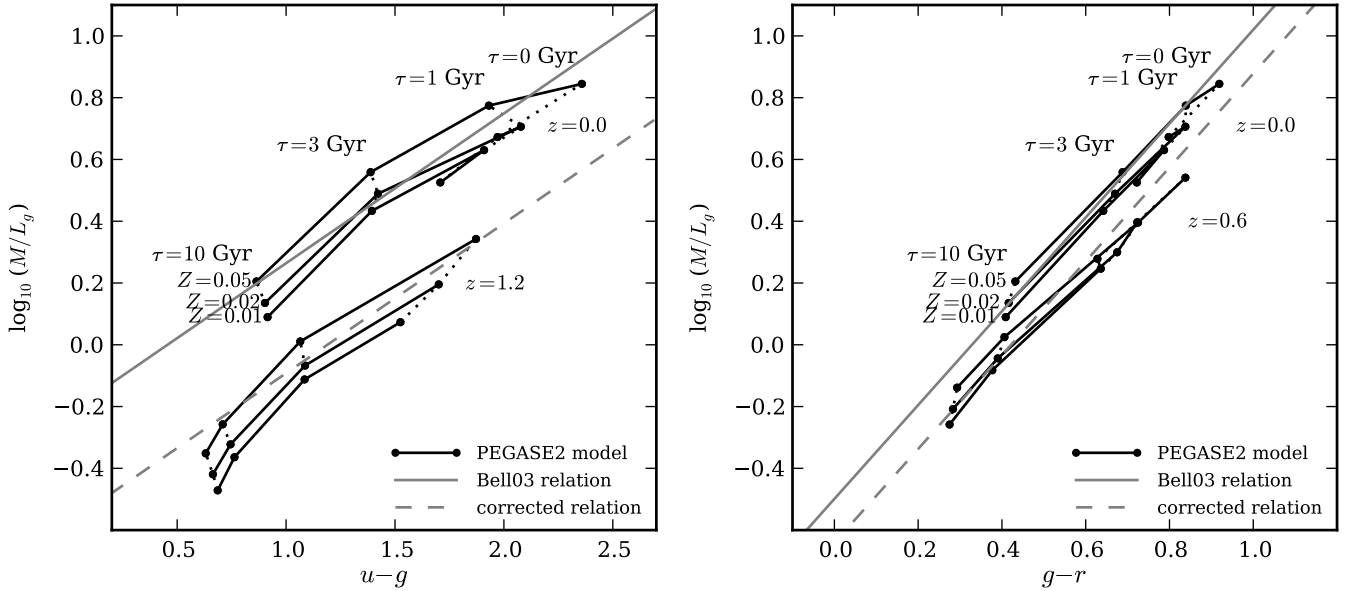 1.0
0.8
0.6
0.4
0.2
0.0
−0.2
−0.4
log₁₀ (M/L_g)
0.5 1.0 1.5 2.0 2.5
u−g
τ=0 Gyr
τ=1 Gyr
τ=3 Gyr
τ=10 Gyr
Z=0.05
Z=0.02
Z=0.01
z=0.0
z=1.2
PEGASE2 model
Bell03 relation
corrected relation
1.0
0.8
0.6
0.4
0.2
0.0
−0.2
−0.4
log₁₀ (M/L_g)
0.0 0.2 0.4 0.6 0.8 1.0
g−r
τ=0 Gyr
τ=1 Gyr
τ=3 Gyr
τ=10 Gyr
Z=0.05
Z=0.02
Z=0.01
z=0.0
z=0.6
PEGASE2 model
Bell03 relation
corrected relation